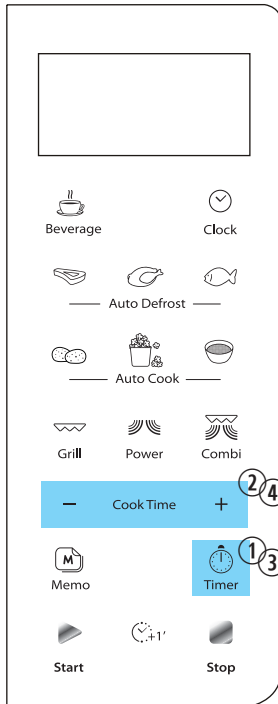 Beverage Clock
Auto Defrost
Auto Cook
Grill Power Combi
− Cook Time + ② ④
M ① ③
Memo Timer
+1'
Start Stop